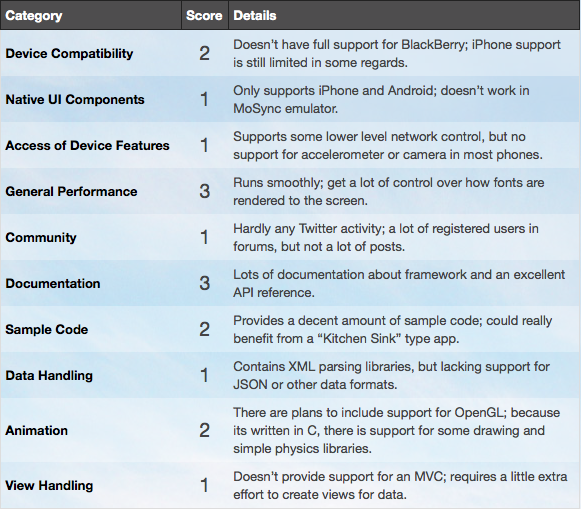 Category Score Details
Device Compatibility 2 Doesn't have full support for BlackBerry; iPhone support
is still limited in some regards.
Native UI Components 1 Only supports iPhone and Android; doesn't work in
MoSync emulator.
Access of Device Features 1 Supports some lower level network control, but no
support for accelerometer or camera in most phones.
General Performance 3 Runs smoothly; get a lot of control over how fonts are
rendered to the screen.
Community 1 Hardly any Twitter activity; a lot of registered users in
forums, but not a lot of posts.
Documentation 3 Lots of documentation about framework and an excellent
API reference.
Sample Code 2 Provides a decent amount of sample code; could really
benefit from a “Kitchen Sink” type app.
Data Handling 1 Contains XML parsing libraries, but lacking support for
JSON or other data formats.
Animation 2 There are plans to include support for OpenGL; because
its written in C, there is support for some drawing and
simple physics libraries.
View Handling 1 Doesn't provide support for an MVC; requires a little extra
effort to create views for data.